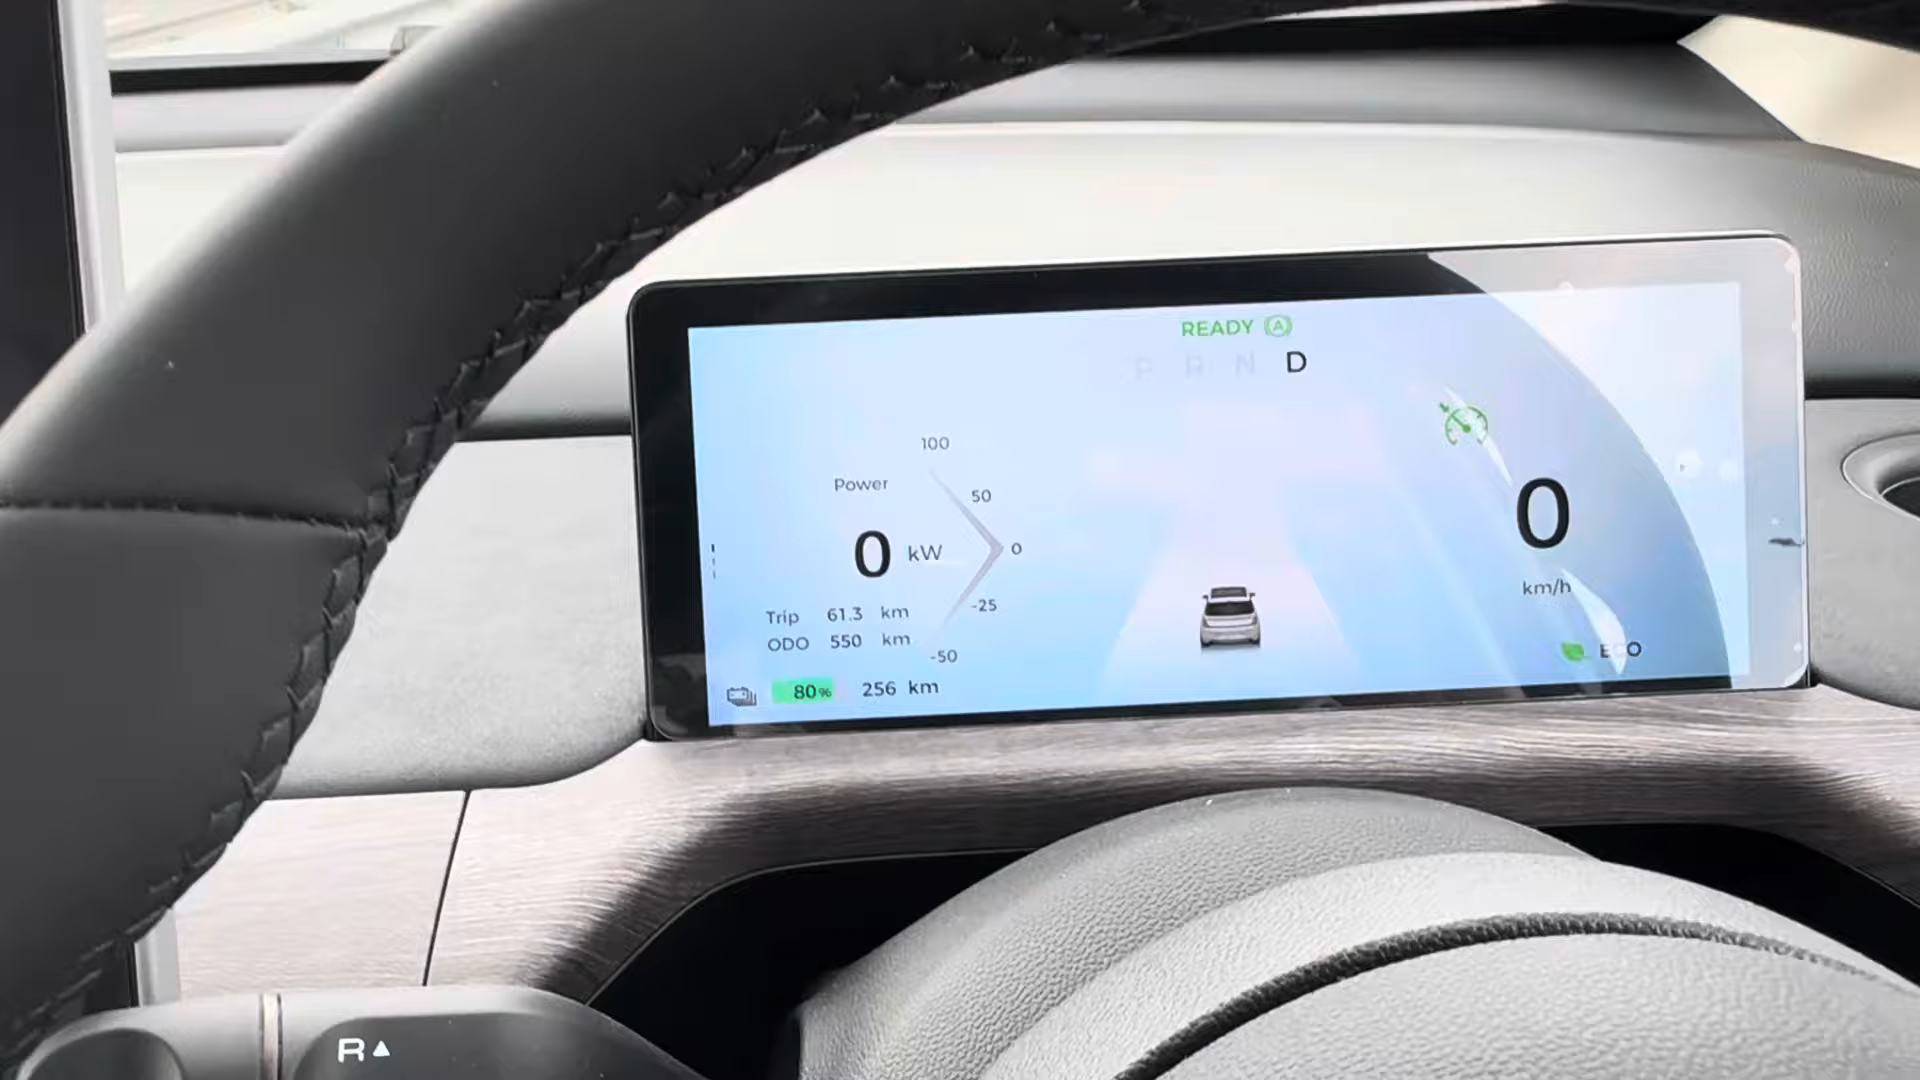 READY A
P R N D
100
Power
50
0 kW
0
Trip 61.3 km
-25
ODO 550 km
-50
80% 256 km
0
km/h
ECO
R